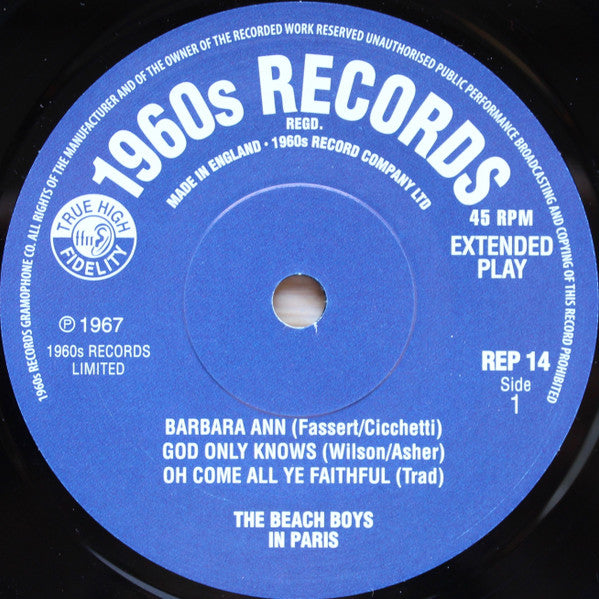 1960s RECORDS GRAMOPHONE CO. ALL RIGHTS OF THE MANUFACTURER AND OF THE OWNER OF THE RECORDED WORK RESERVED UNAUTHORISED PUBLIC PERFORMANCE BROADCASTING AND COPYING OF THIS RECORD PROHIBITED
1960s RECORDS
REGD.
MADE IN ENGLAND • 1960s RECORD COMPANY LTD
TRUE HIGH
FIDELITY
45 RPM
EXTENDED
PLAY
℗ 1967
1960s RECORDS
LIMITED
REP 14
Side
1
BARBARA ANN (Fassert/Cicchetti)
GOD ONLY KNOWS (Wilson/Asher)
OH COME ALL YE FAITHFUL (Trad)
THE BEACH BOYS
IN PARIS